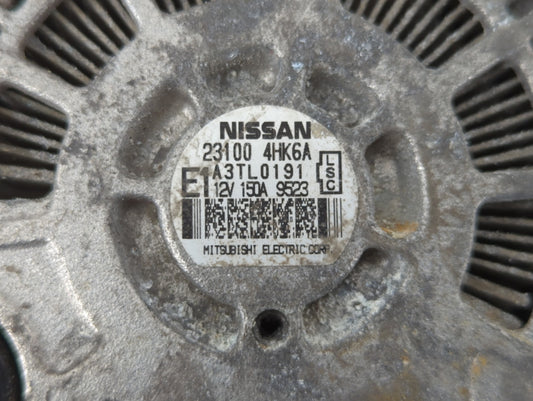 NISSAN
23100 4HK6A
A3TL0191
E1 12V 150A 9523
LSC
MITSUBISHI ELECTRIC CORP.